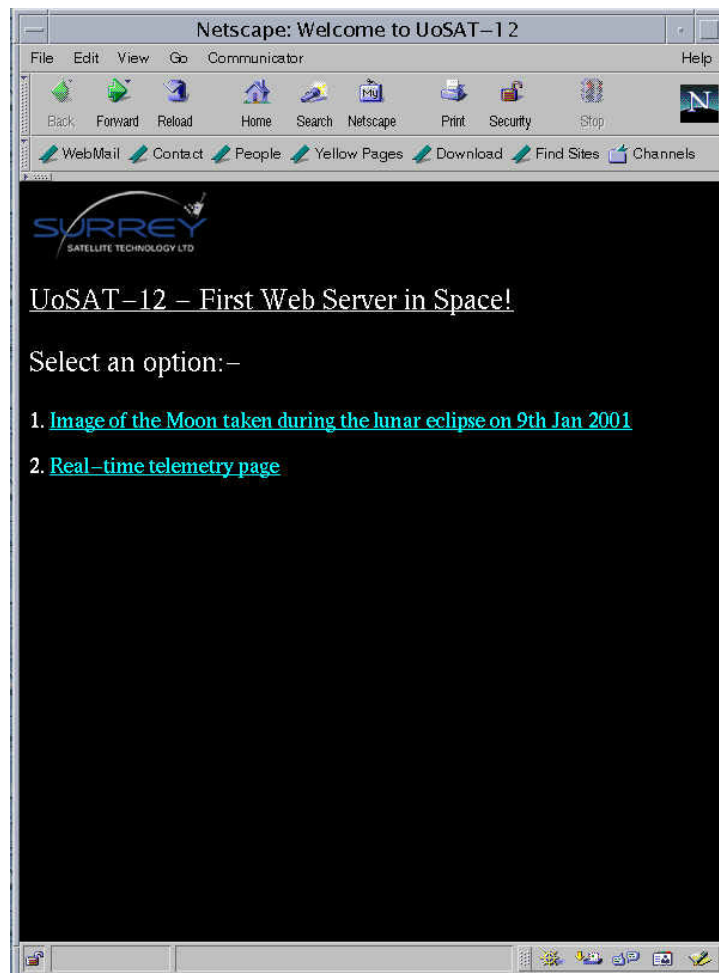 Netscape: Welcome to UoSAT–12
File Edit View Go Communicator Help
Back Forward Reload Home Search Netscape Print Security Stop
My
N
WebMail Contact People Yellow Pages Download Find Sites Channels
SURREY
SATELLITE TECHNOLOGY LTD
UoSAT–12 – First Web Server in Space!
Select an option:–
1. Image of the Moon taken during the lunar eclipse on 9th Jan 2001
2. Real–time telemetry page